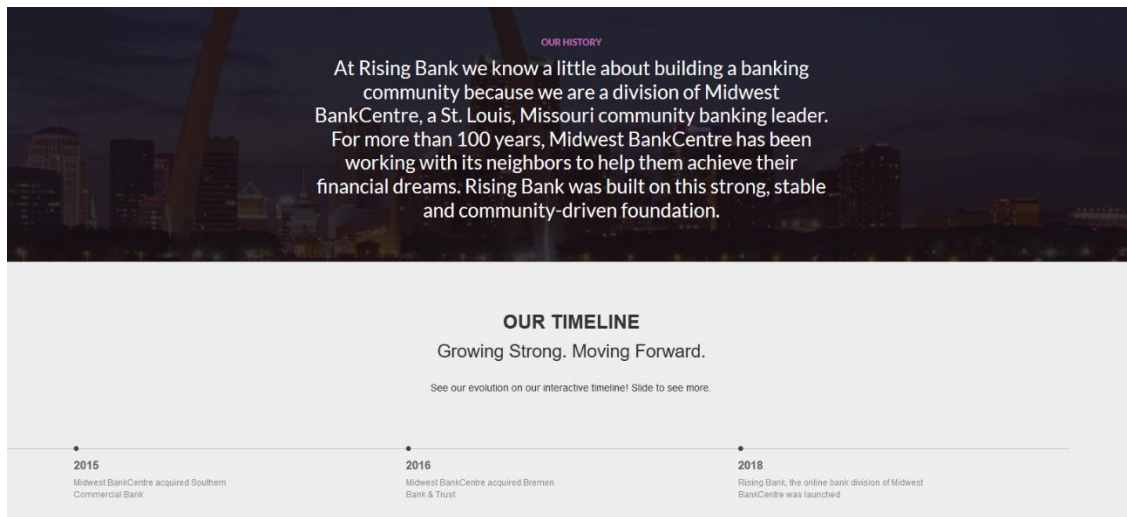 OUR HISTORY
At Rising Bank we know a little about building a banking
community because we are a division of Midwest
BankCentre, a St. Louis, Missouri community banking leader.
For more than 100 years, Midwest BankCentre has been
working with its neighbors to help them achieve their
financial dreams. Rising Bank was built on this strong, stable
and community-driven foundation.
OUR TIMELINE
Growing Strong. Moving Forward.
See our evolution on our interactive timeline! Slide to see more.
2015
Midwest BankCentre acquired Southern
Commercial Bank
2016
Midwest BankCentre acquired Bremen
Bank & Trust
2018
Rising Bank, the online bank division of Midwest
BankCentre was launched